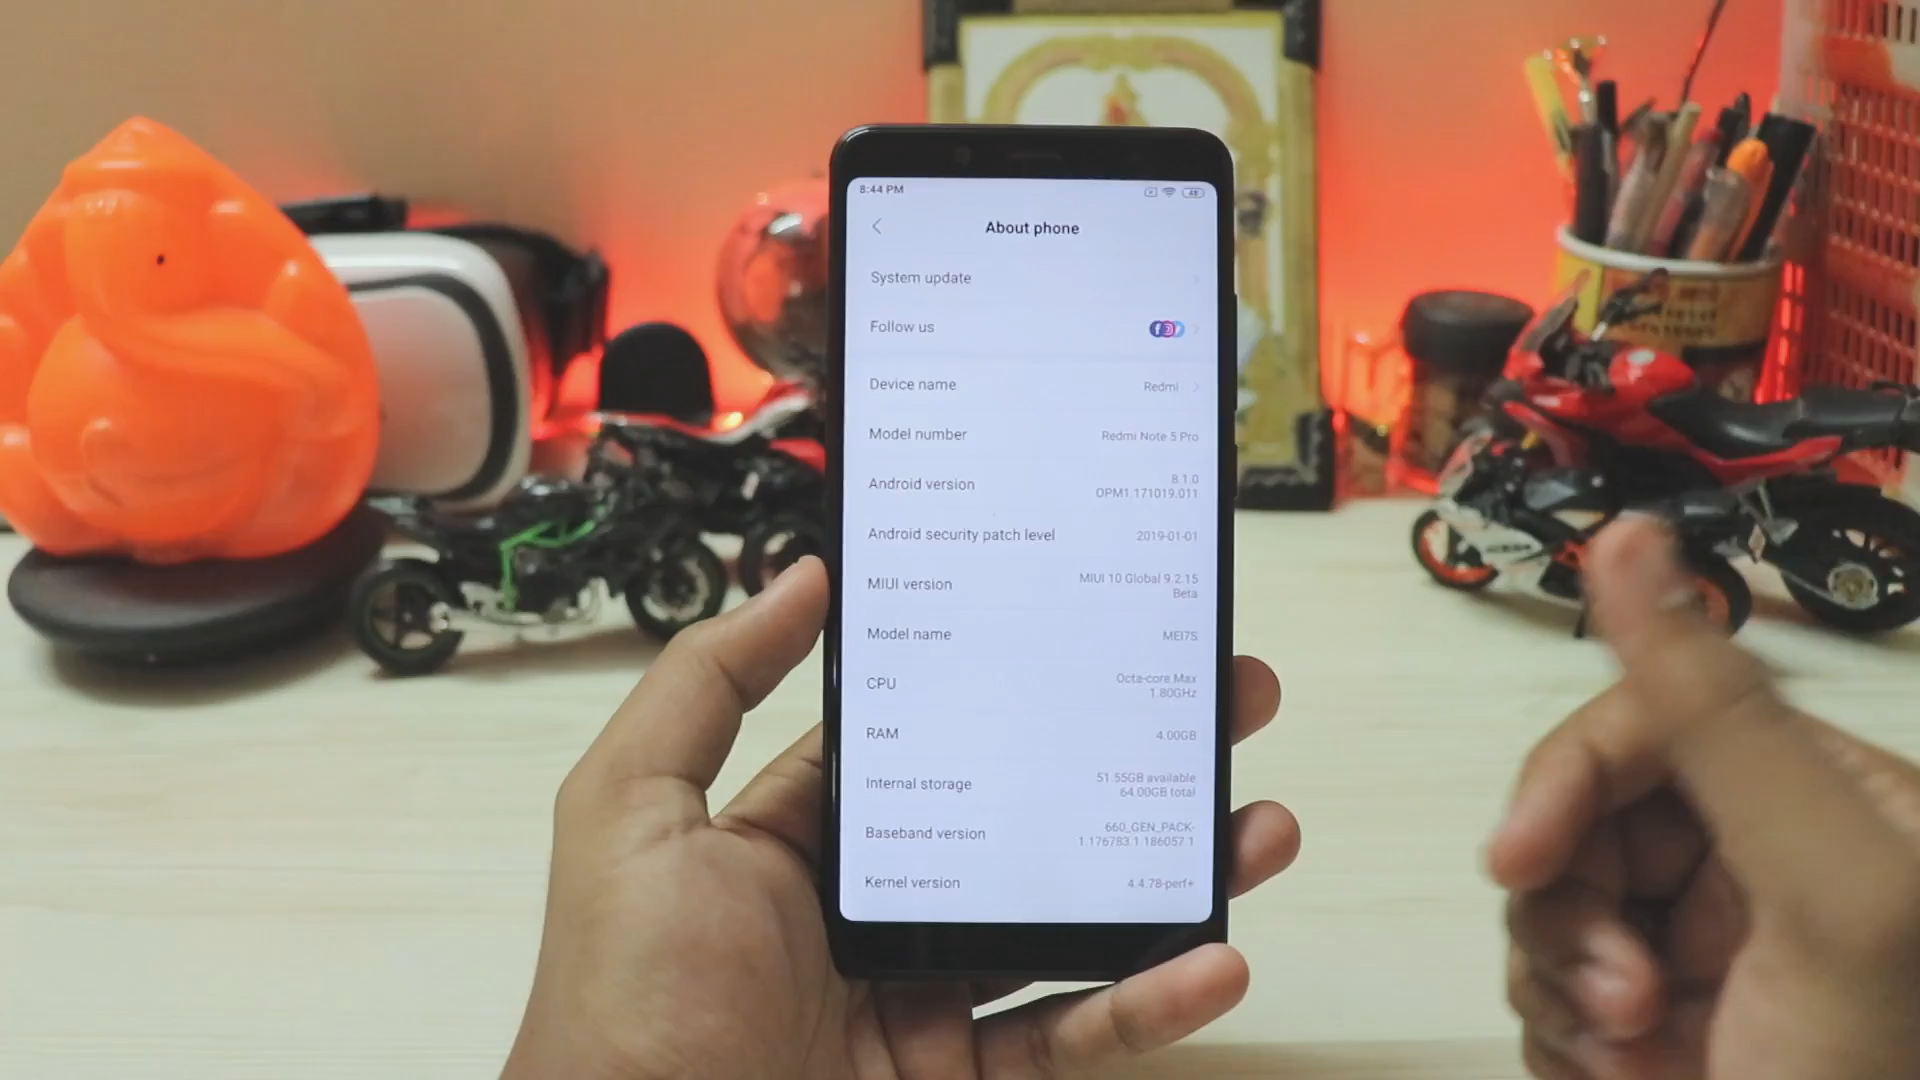 8:44 PM
48
About phone
System update
Follow us
Device name
Redmi
Model number
Redmi Note 5 Pro
Android version
8.1.0
OPM1.171019.011
Android security patch level
2019-01-01
MIUI version
MIUI 10 Global 9.2.15
Beta
Model name
MEI7S
CPU
Octa-core Max
1.80GHz
RAM
4.00GB
Internal storage
51.55GB available
64.00GB total
Baseband version
660_GEN_PACK-
1.176783.1.186057.1
Kernel version
4.4.78-perf+